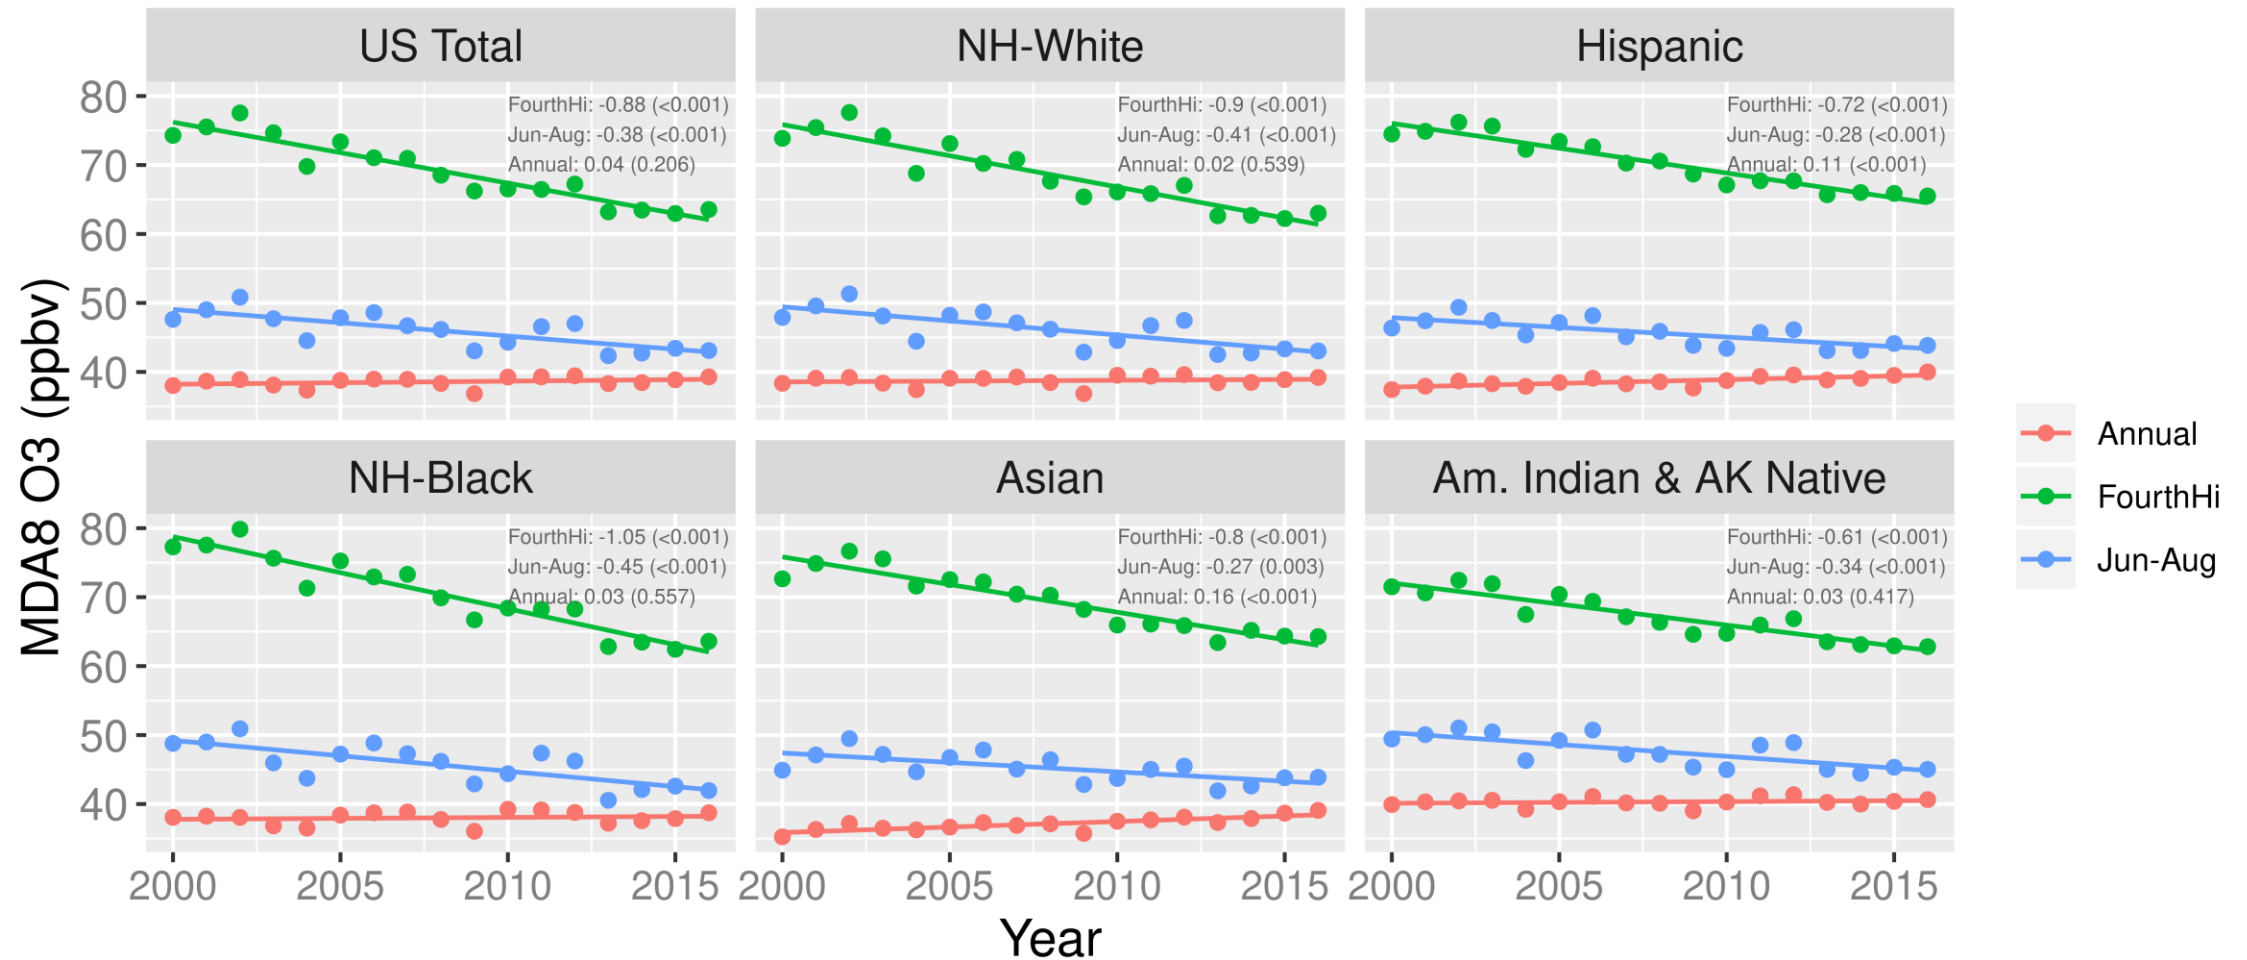 US Total
NH-White
Hispanic
80
70
60
50
40
FourthHi: -0.88 (<0.001)
Jun-Aug: -0.38 (<0.001)
Annual: 0.04 (0.206)
FourthHi: -0.9 (<0.001)
Jun-Aug: -0.41 (<0.001)
Annual: 0.02 (0.539)
FourthHi: -0.72 (<0.001)
Jun-Aug: -0.28 (<0.001)
Annual: 0.11 (<0.001)
MDA8 O3 (ppbv)
NH-Black
Asian
Am. Indian & AK Native
80
70
60
50
40
FourthHi: -1.05 (<0.001)
Jun-Aug: -0.45 (<0.001)
Annual: 0.03 (0.557)
FourthHi: -0.8 (<0.001)
Jun-Aug: -0.27 (0.003)
Annual: 0.16 (<0.001)
FourthHi: -0.61 (<0.001)
Jun-Aug: -0.34 (<0.001)
Annual: 0.03 (0.417)
2000 2005 2010 2015
2000 2005 2010 2015
2000 2005 2010 2015
Year
Annual
FourthHi
Jun-Aug